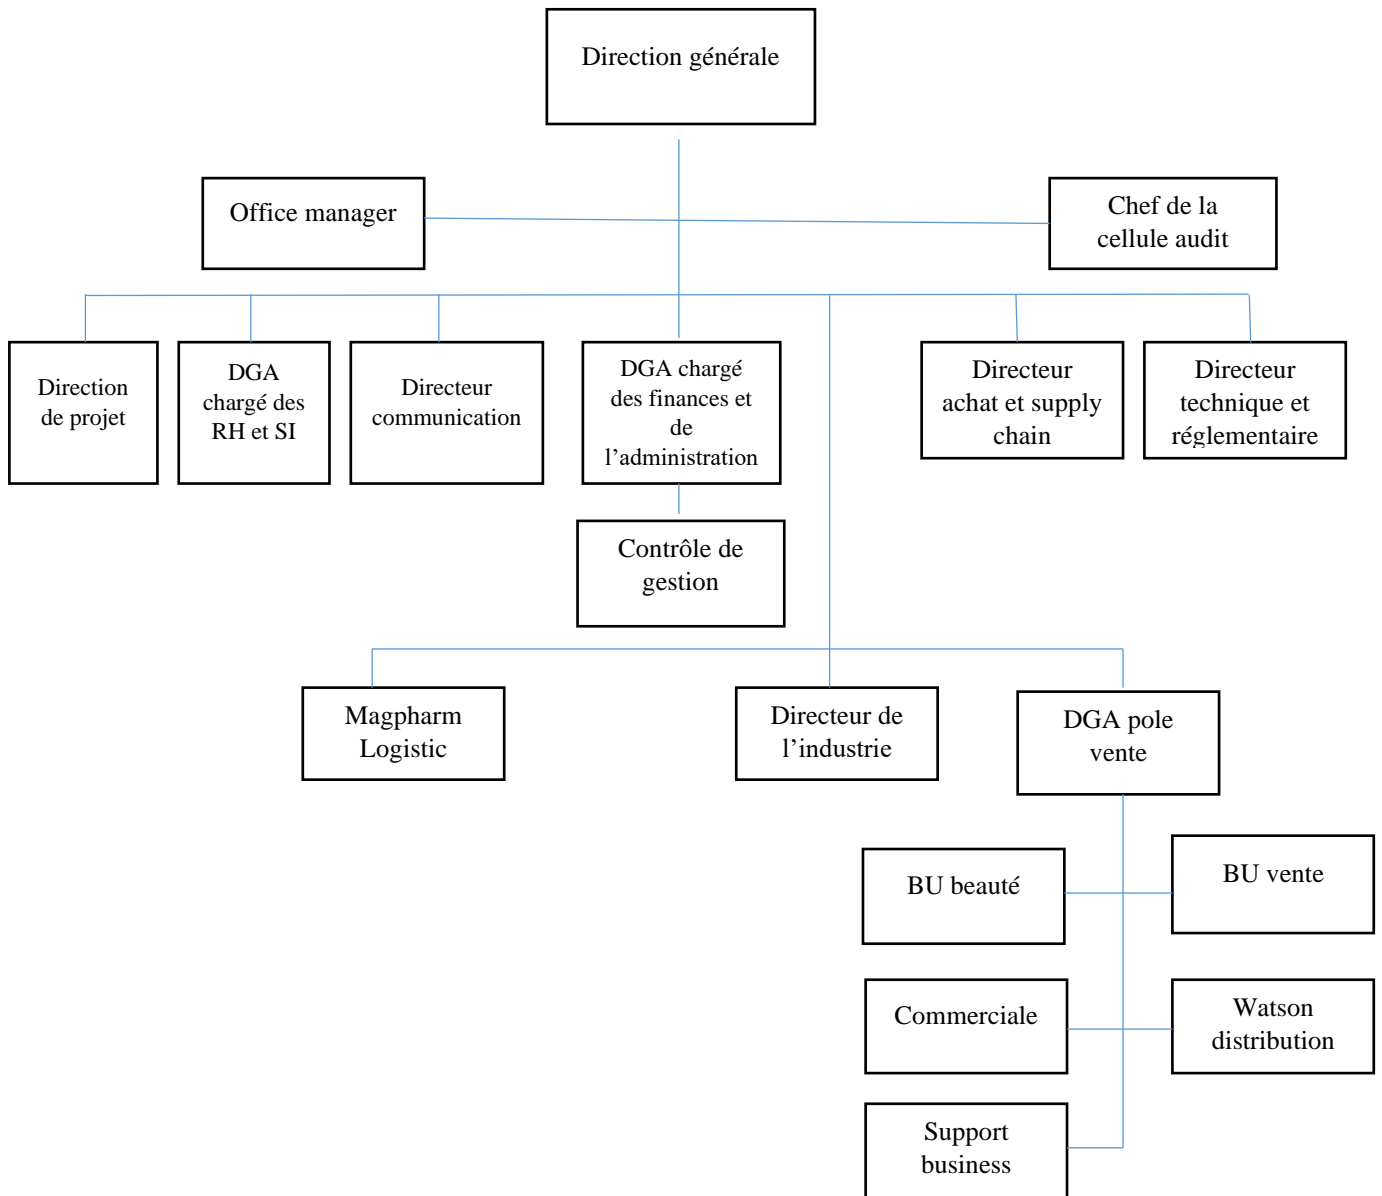 Direction générale
Office manager
Chef de la
cellule audit
Direction
de projet
DGA
chargé des
RH et SI
Directeur
communication
DGA chargé
des finances et
de
l’administration
Directeur
achat et supply
chain
Directeur
technique et
réglementaire
Contrôle de
gestion
Magpharm
Logistic
Directeur de
l’industrie
DGA pole
vente
BU beauté
BU vente
Commerciale
Watson
distribution
Support
business